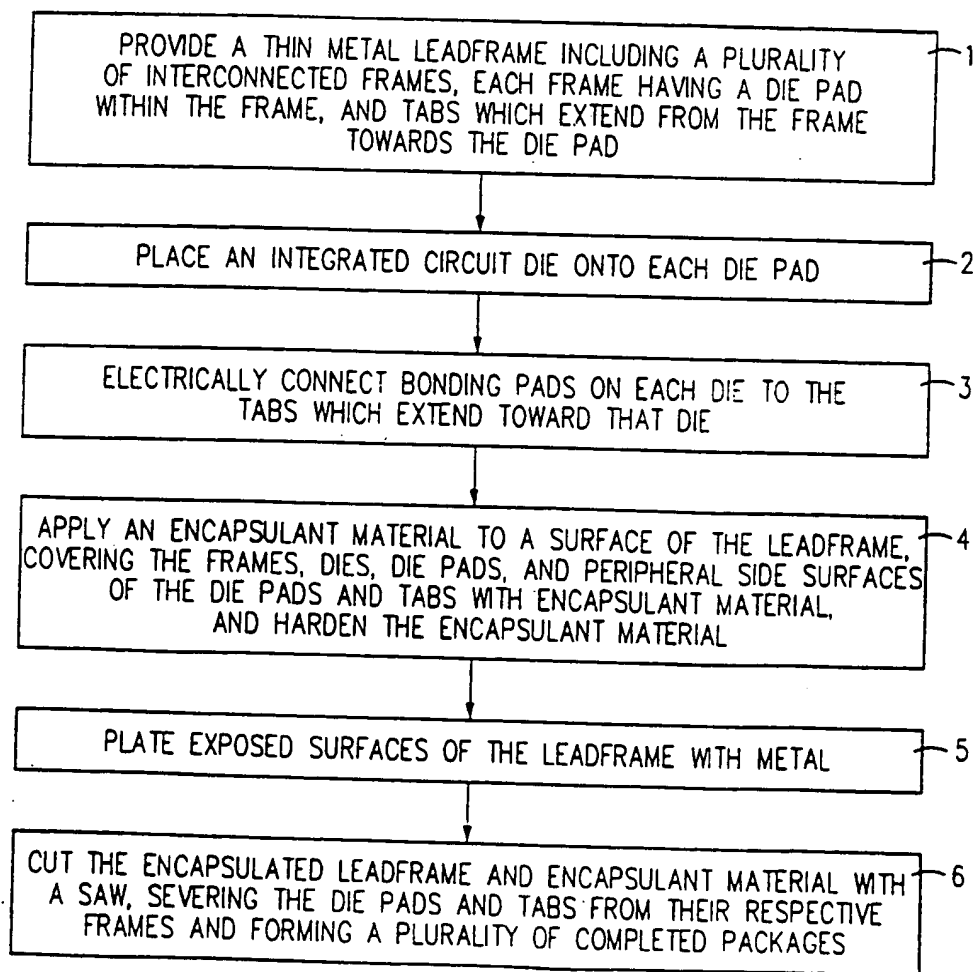 PROVIDE A THIN METAL LEADFRAME INCLUDING A PLURALITY
OF INTERCONNECTED FRAMES, EACH FRAME HAVING A DIE PAD
WITHIN THE FRAME, AND TABS WHICH EXTEND FROM THE FRAME
TOWARDS THE DIE PAD
1
PLACE AN INTEGRATED CIRCUIT DIE ONTO EACH DIE PAD
2
ELECTRICALLY CONNECT BONDING PADS ON EACH DIE TO THE
TABS WHICH EXTEND TOWARD THAT DIE
3
APPLY AN ENCAPSULANT MATERIAL TO A SURFACE OF THE LEADFRAME,
COVERING THE FRAMES, DIES, DIE PADS, AND PERIPHERAL SIDE SURFACES
OF THE DIE PADS AND TABS WITH ENCAPSULANT MATERIAL,
AND HARDEN THE ENCAPSULANT MATERIAL
4
PLATE EXPOSED SURFACES OF THE LEADFRAME WITH METAL
5
CUT THE ENCAPSULATED LEADFRAME AND ENCAPSULANT MATERIAL WITH
A SAW, SEVERING THE DIE PADS AND TABS FROM THEIR RESPECTIVE
FRAMES AND FORMING A PLURALITY OF COMPLETED PACKAGES
6